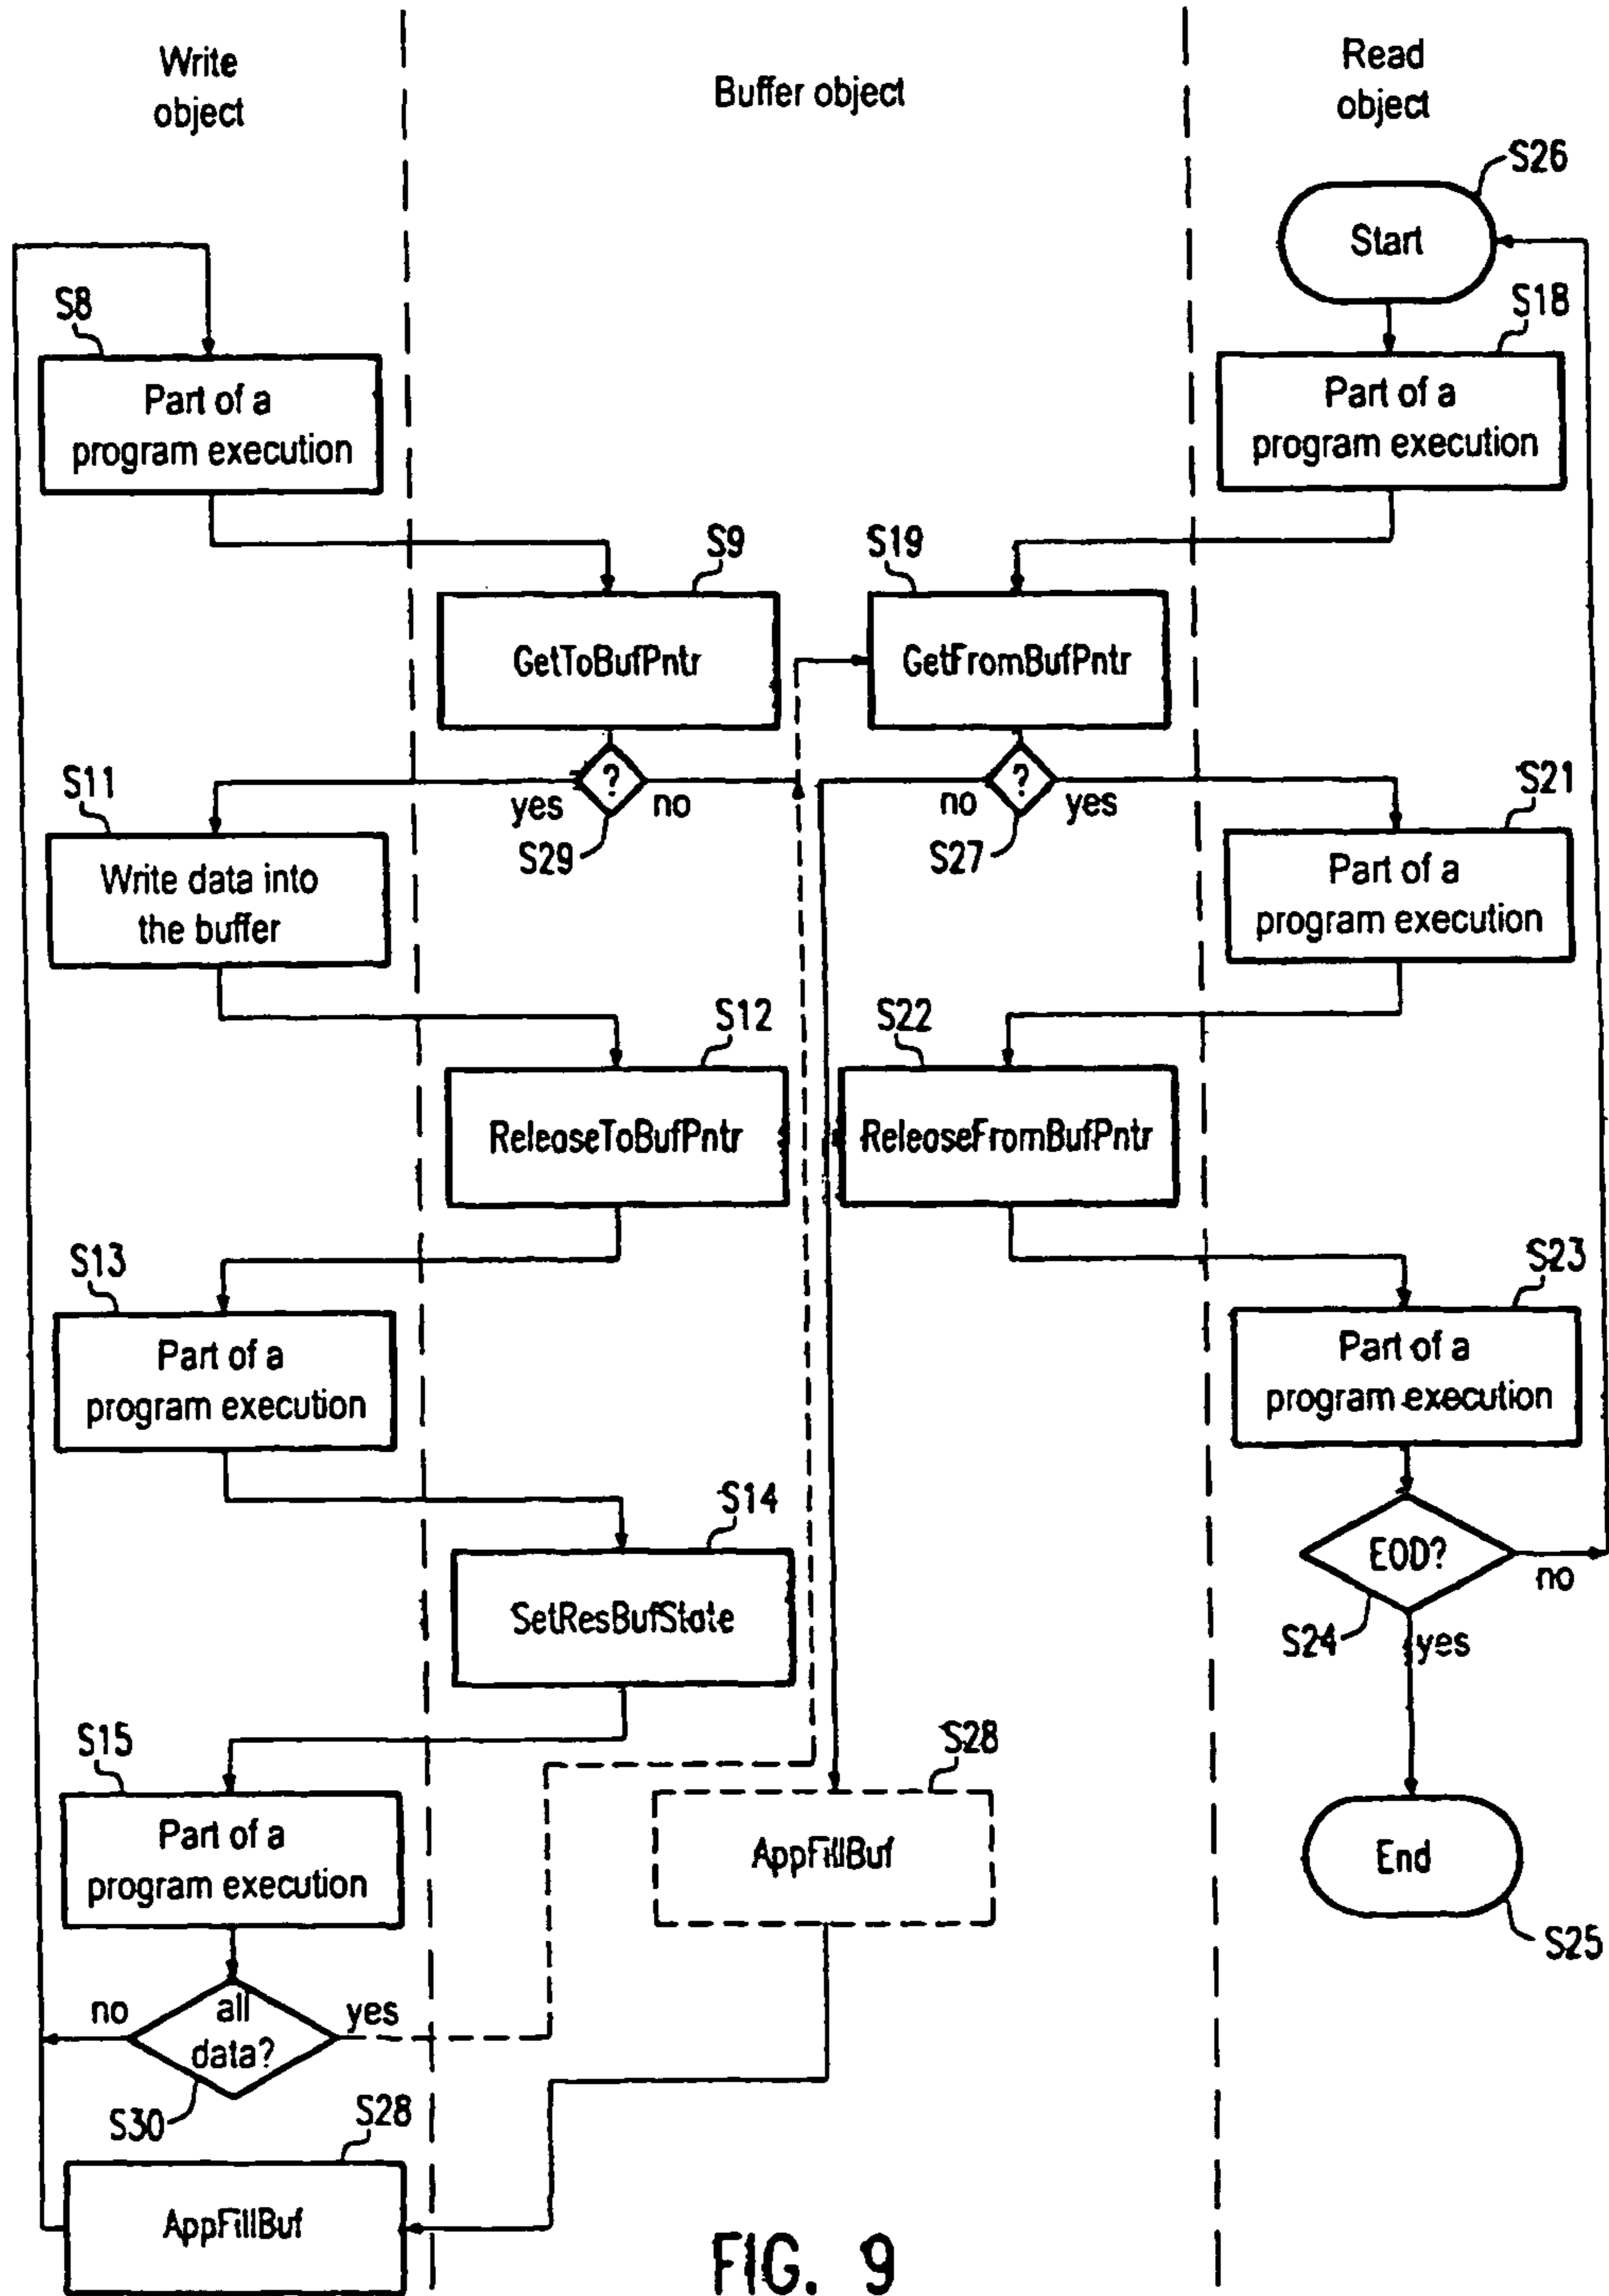 Write
object
Buffer object
Read
object
S26
Start
S8
S18
Part of a
program execution
Part of a
program execution
S9
S19
GetToBufPntr
GetFromBufPntr
S11
?
yes
no
S29
?
no
yes
S27
S21
Write data into
the buffer
Part of a
program execution
S12
S22
ReleaseToBufPntr
ReleaseFromBufPntr
S13
S23
Part of a
program execution
Part of a
program execution
S14
EOD?
no
SetResBufState
S24
yes
S15
S28
Part of a
program execution
AppFillBuf
End
S25
no
all
data?
yes
S30
S28
AppFillBuf
FIG. 9